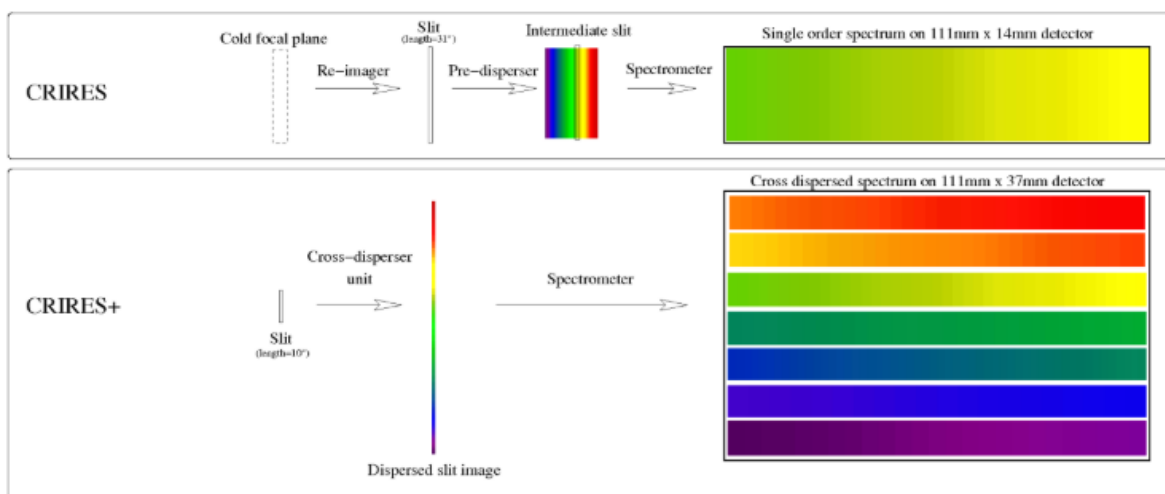 CRIRES
Cold focal plane
Re-imager
Slit
(length=31")
Pre-disperser
Intermediate slit
Spectrometer
Single order spectrum on 111mm x 14mm detector
CRIRES+
Slit
(length=10")
Cross-disperser
unit
Dispersed slit image
Spectrometer
Cross dispersed spectrum on 111mm x 37mm detector